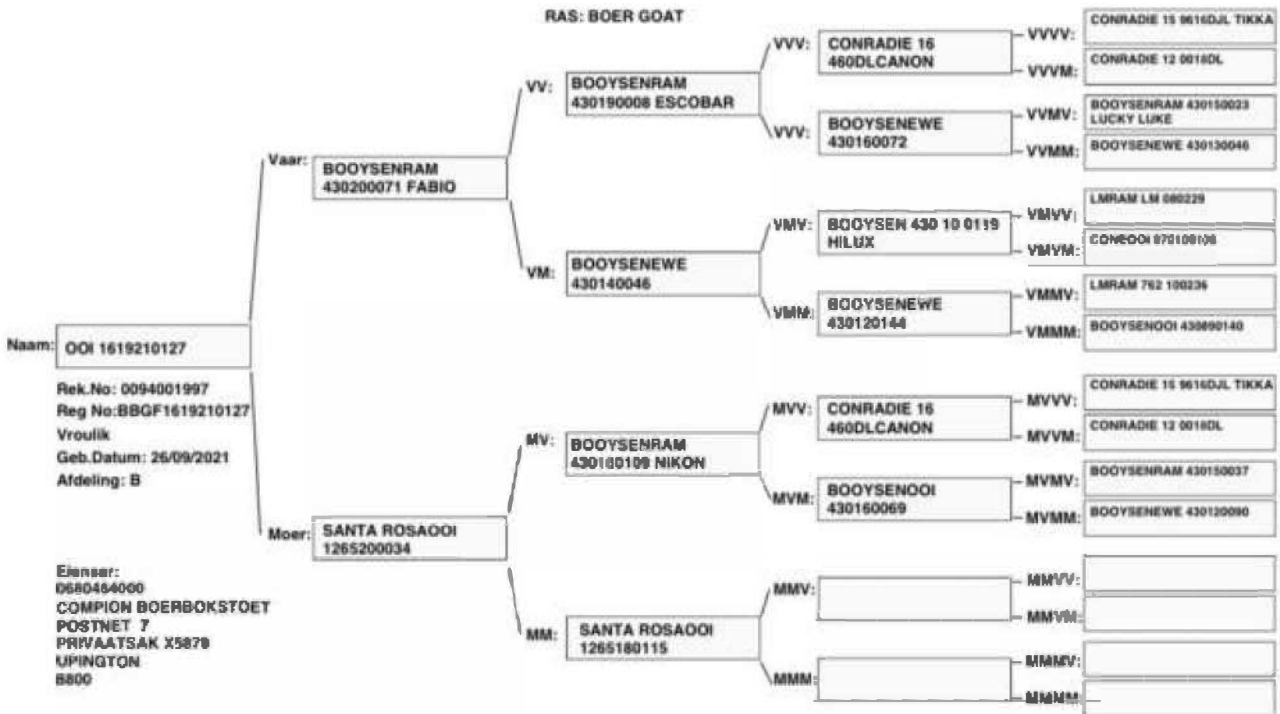 RAS: BOER GOAT
Naam: OOI 1619210127
Rek.No: 0094001997
Reg No:BBGF1619210127
Vroulik
Geb.Datum: 26/09/2021
Afdeling: B
Eienaar:
0680464000
COMPION BOERBOKSTOET
POSTNET 7
PRIVAATSAK X5879
UPINGTON
8800
Vaar: BOOYSENRAM
430200071 FABIO
Moer: SANTA ROSAOOI
1265200034
VV: BOOYSENRAM
430190008 ESCOBAR
VM: BOOYSENEWE
430140046
MV: BOOYSENRAM
430180109 NIKON
MM: SANTA ROSAOOI
1265180115
VVV: CONRADIE 16
460DLCANON
VVV: BOOYSENEWE
430160072
VMV: BOOYSEN 430 10 0119
HILUX
VMM: BOOYSENEWE
430120144
MVV: CONRADIE 16
460DLCANON
MVM: BOOYSENOOI
430160069
MMV:
MMM:
VVVV: CONRADIE 15 9616DJL TIKKA
VVVM: CONRADIE 12 0018DL
VVMV: BOOYSENRAM 430150023
LUCKY LUKE
VVMM: BOOYSENEWE 430130046
VMVV: LMRAM LM 080229
VMVM:
VMMV: LMRAM 762 100236
VMMM: BOOYSENOOI 430890140
MVVV: CONRADIE 15 9616DJL TIKKA
MVVM: CONRADIE 12 0018DL
MVMV: BOOYSENRAM 430150037
MVMM: BOOYSENEWE 430120090
MMVV:
MMVM:
MMMV:
MMMM: